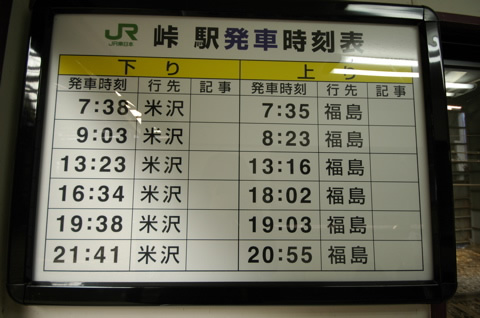 JR
JR東日本
峠 駅発車時刻表
下り 上り
発車時刻 行先 記事 発車時刻 行先 記事
7:38 米沢 7:35 福島
9:03 米沢 8:23 福島
13:23 米沢 13:16 福島
16:34 米沢 18:02 福島
19:38 米沢 19:03 福島
21:41 米沢 20:55 福島